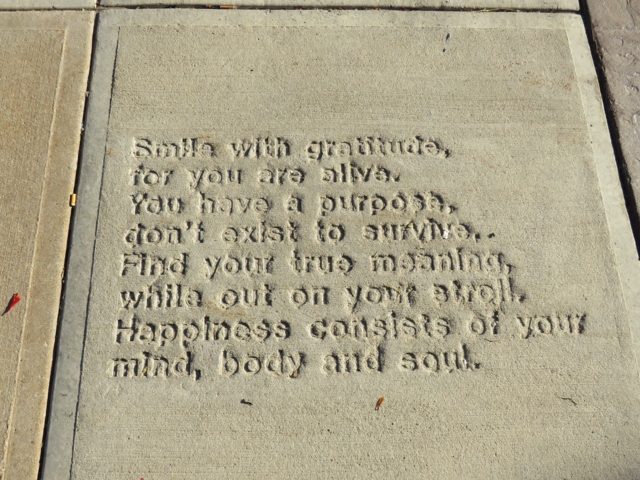 Smile with gratitude,
for you are alive.
You have a purpose,
don't exist to survive..
Find your true meaning,
while out on your stroll.
Happiness consists of your
mind, body and soul.